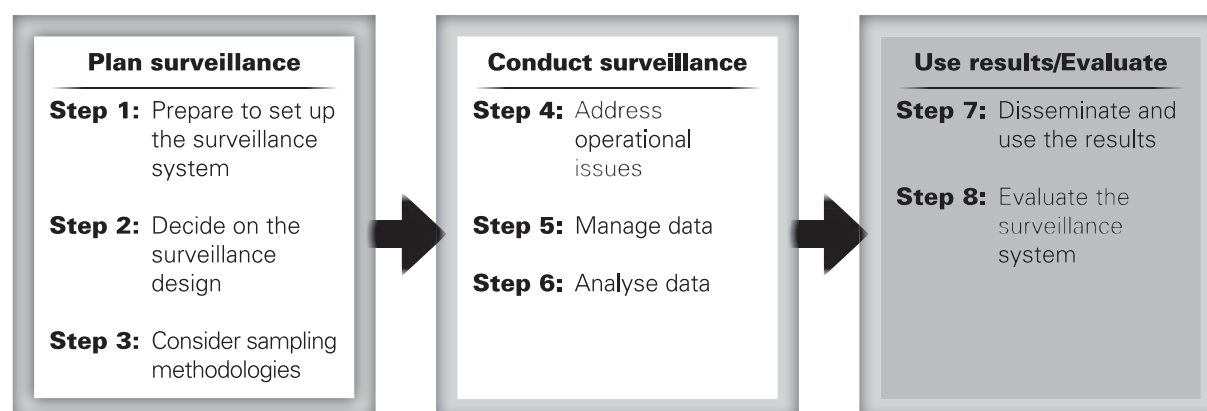 Plan surveillance
Step 1: Prepare to set up
the surveillance
system
Step 2: Decide on the
surveillance
design
Step 3: Consider sampling
methodologies
Conduct surveillance
Step 4: Address
operational
issues
Step 5: Manage data
Step 6: Analyse data
Use results/Evaluate
Step 7: Disseminate and
use the results
Step 8: Evaluate the
surveillance
system